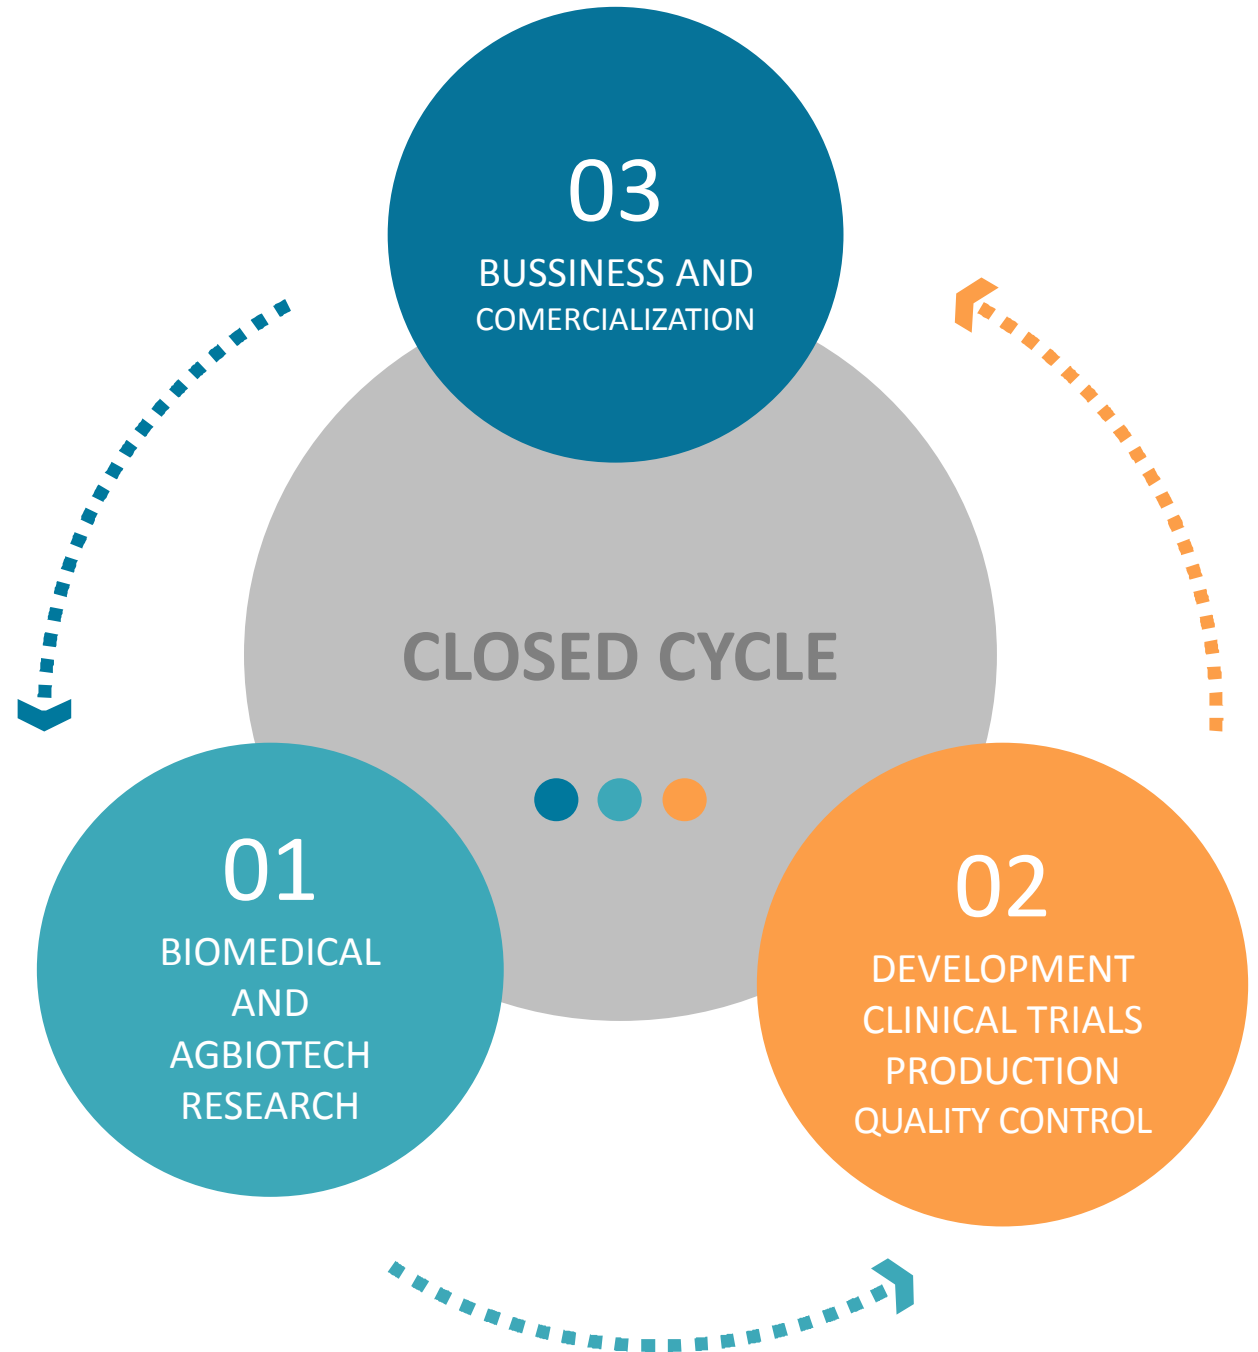 03
BUSSINESS AND
COMERCIALIZATION
CLOSED CYCLE
01
BIOMEDICAL
AND
AGBIOTECH
RESEARCH
02
DEVELOPMENT
CLINICAL TRIALS
PRODUCTION
QUALITY CONTROL